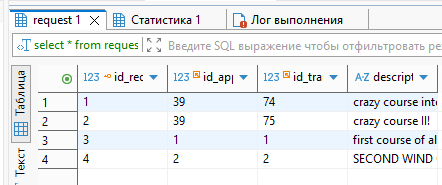 request 1 Статистика 1 Лог выполнения
select * from reques Введите SQL выражение чтобы отфильтровать рез
Таблица
Текст
123 id_rec 123 id_app 123 id_tra A-Z descript
1 1 39 74 crazy course inte
2 2 39 75 crazy course II!
3 3 1 1 first course of al
4 4 2 2 SECOND WIND